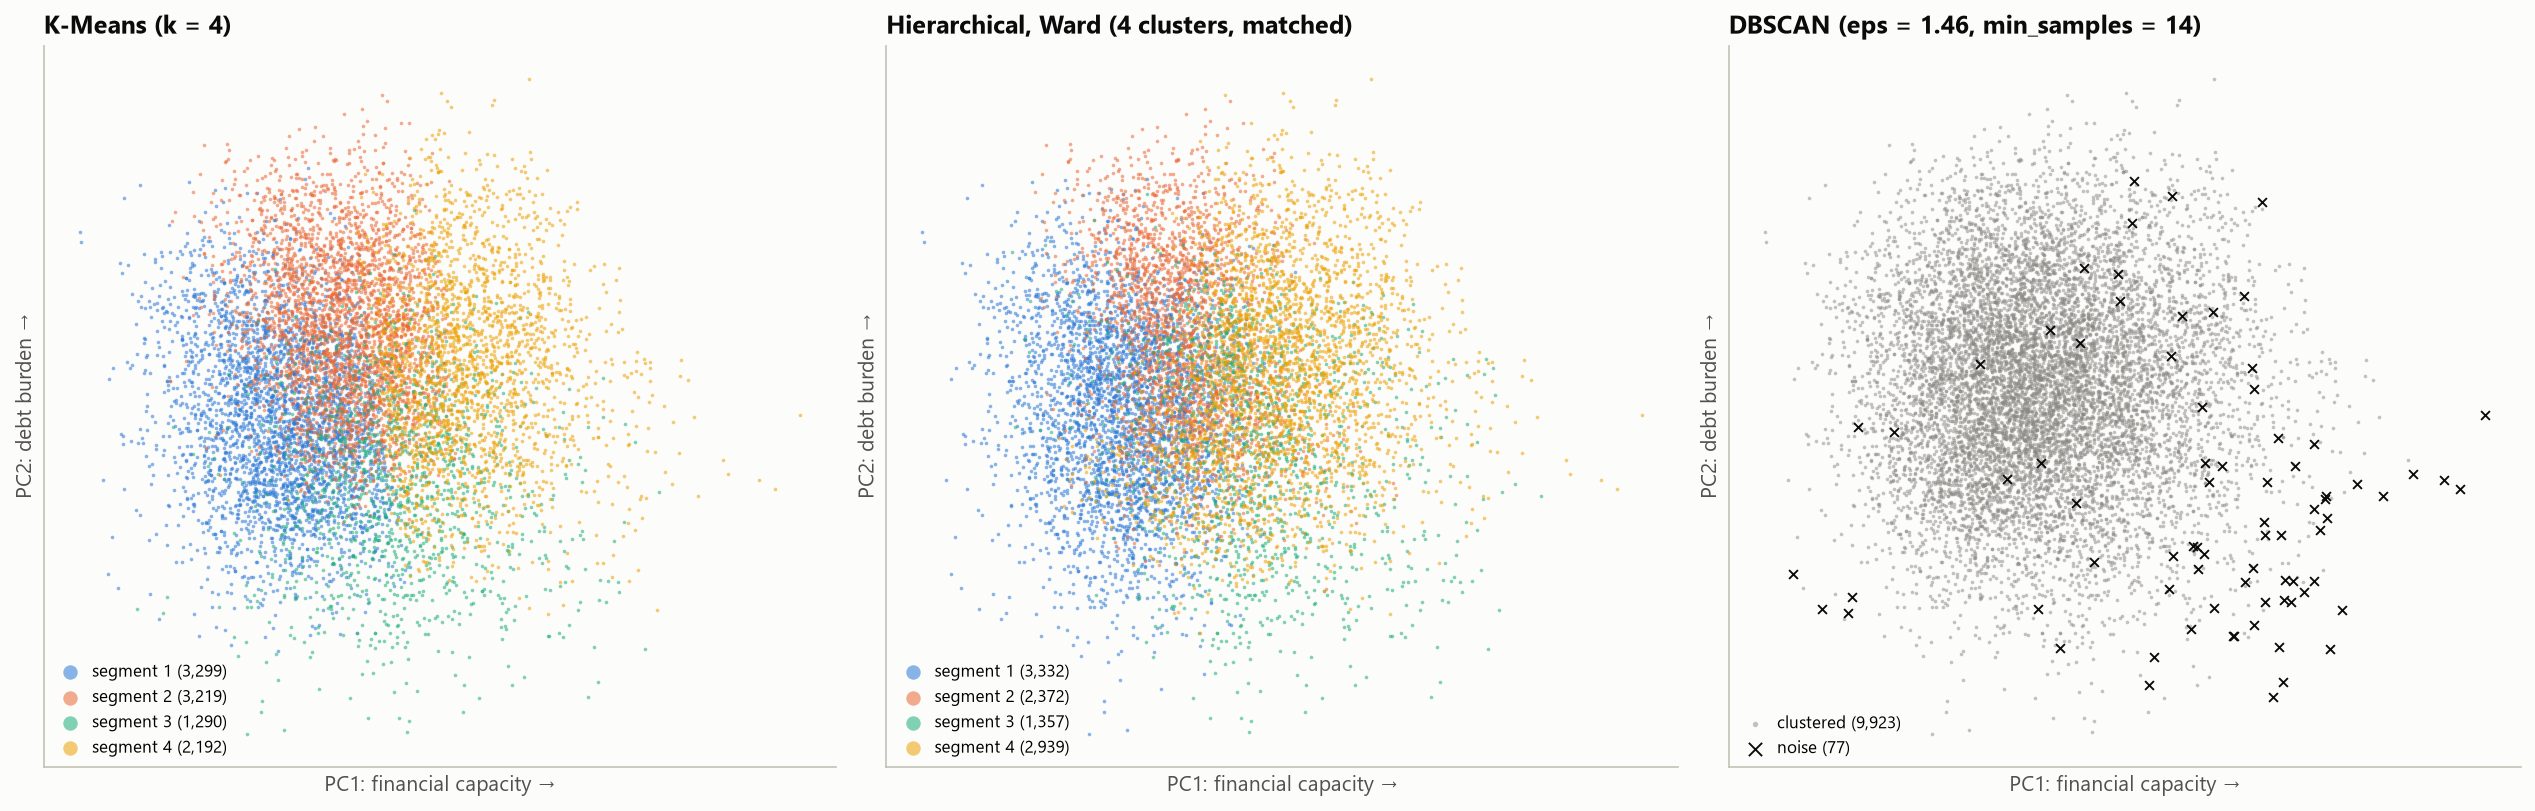 K-Means (k = 4)
PC2: debt burden →
segment 1 (3,299)
segment 2 (3,219)
segment 3 (1,290)
segment 4 (2,192)
PC1: financial capacity →
Hierarchical, Ward (4 clusters, matched)
PC2: debt burden →
segment 1 (3,332)
segment 2 (2,372)
segment 3 (1,357)
segment 4 (2,939)
PC1: financial capacity →
DBSCAN (eps = 1.46, min_samples = 14)
PC2: debt burden →
clustered (9,923)
noise (77)
PC1: financial capacity →